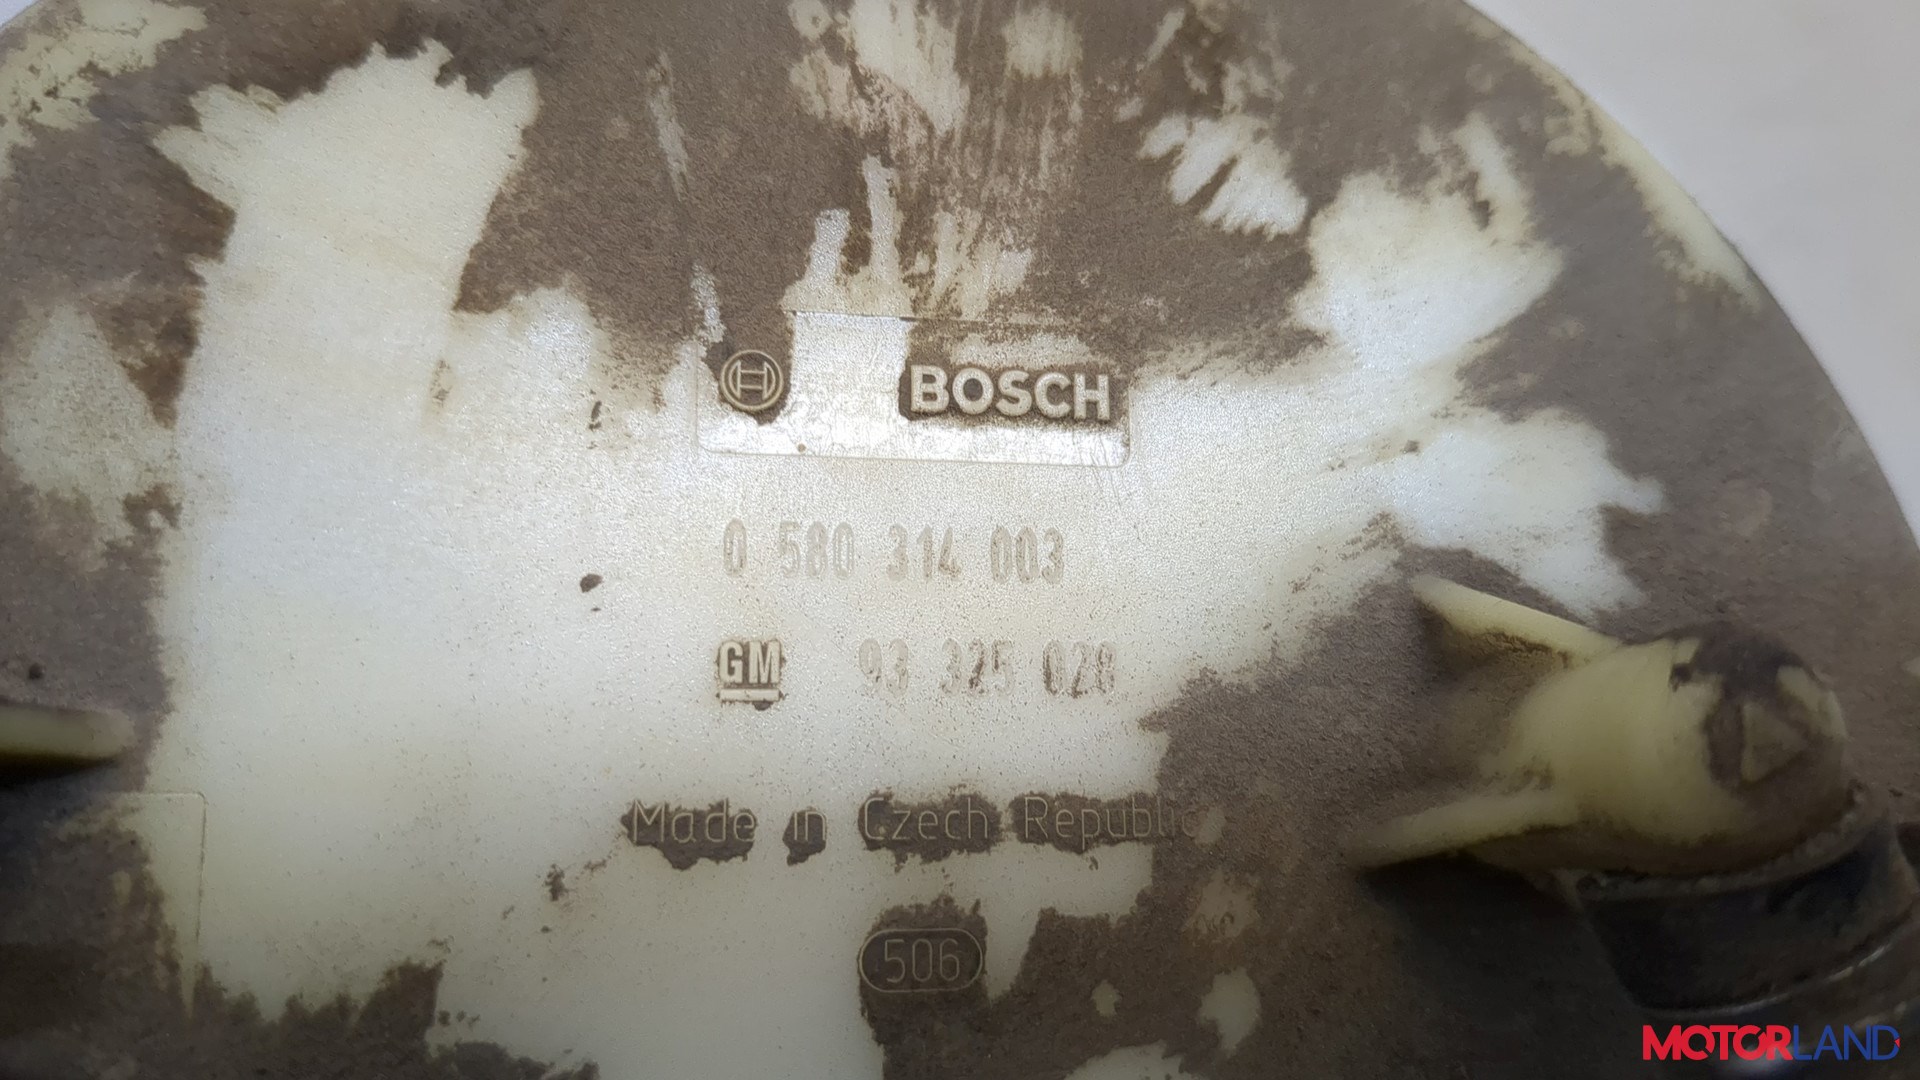 BOSCH
0 580 314 003
GM 93 325 028
Made in Czech Republic
506
MOTORLAND